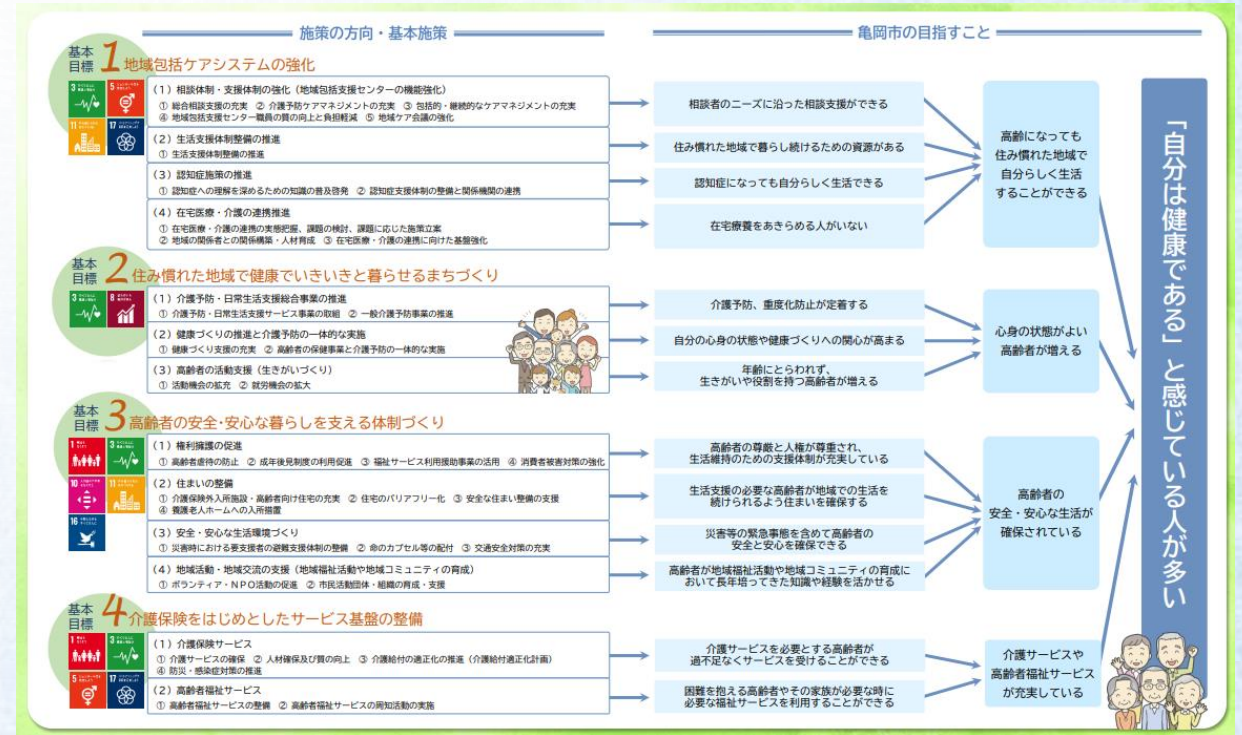 施策の方向・基本施策
亀岡市の目指すこと
基本
目標
1 地域包括ケアシステムの強化
3
5
11
17
（1）相談体制・支援体制の強化（地域包括支援センターの機能強化）
① 総合相談支援の充実 ② 介護予防ケアマネジメントの充実 ③ 包括的・継続的なケアマネジメントの充実
④ 地域包括支援センター職員の質の向上と負担軽減 ⑤ 地域ケア会議の強化
相談者のニーズに沿った相談支援ができる
（2）生活支援体制整備の推進
① 生活支援体制整備の推進
住み慣れた地域で暮らし続けるための資源がある
（3）認知症施策の推進
① 認知症への理解を深めるための知識の普及啓発 ② 認知症支援体制の整備と関係機関の連携
認知症になっても自分らしく生活できる
（4）在宅医療・介護の連携推進
① 在宅医療・介護の連携の実態把握、課題の検討、課題に応じた施策立案
② 地域の関係者との関係構築・人材育成 ③ 在宅医療・介護の連携に向けた基盤強化
在宅療養をあきらめる人がいない
高齢になっても
住み慣れた地域で
自分らしく生活
することができる
基本
目標
2 住み慣れた地域で健康でいきいきと暮らせるまちづくり
3
8
（1）介護予防・日常生活支援総合事業の推進
① 介護予防・日常生活支援サービス事業の取組 ② 一般介護予防事業の推進
介護予防、重度化防止が定着する
（2）健康づくりの推進と介護予防の一体的な実施
① 健康づくり支援の充実 ② 高齢者の保健事業と介護予防の一体的な実施
自分の心身の状態や健康づくりへの関心が高まる
（3）高齢者の活動支援（生きがいづくり）
① 活動機会の拡充 ② 就労機会の拡大
年齢にとらわれず、
生きがいや役割を持つ高齢者が増える
心身の状態がよい
高齢者が増える
基本
目標
3 高齢者の安全・安心な暮らしを支える体制づくり
1
3
10
11
16
（1）権利擁護の促進
① 高齢者虐待の防止 ② 成年後見制度の利用促進 ③ 福祉サービス利用援助事業の活用 ④ 消費者被害対策の強化
高齢者の尊厳と人権が尊重され、
生活維持のための支援体制が充実している
（2）住まいの整備
① 介護保険外入所施設・高齢者向け住宅の充実 ② 住宅のバリアフリー化 ③ 安全な住まい整備の支援
④ 養護老人ホームへの入所措置
生活支援の必要な高齢者が地域での生活を
続けられるよう住まいを確保する
（3）安全・安心な生活環境づくり
① 災害時における要支援者の避難支援体制の整備 ② 命のカプセル等の配付 ③ 交通安全対策の充実
災害等の緊急事態を含めて高齢者の
安全と安心を確保できる
（4）地域活動・地域交流の支援（地域福祉活動や地域コミュニティの育成）
① ボランティア・NPO活動の促進 ② 市民活動団体・組織の育成・支援
高齢者が地域福祉活動や地域コミュニティの育成に
おいて長年培ってきた知識や経験を活かせる
高齢者の
安全・安心な生活が
確保されている
基本
目標
4 介護保険をはじめとしたサービス基盤の整備
1
3
5
17
（1）介護保険サービス
① 介護サービスの確保 ② 人材確保及び質の向上 ③ 介護給付の適正化の推進（介護給付適正化計画）
④ 防災・感染症対策の推進
介護サービスを必要とする高齢者が
過不足なくサービスを受けることができる
（2）高齢者福祉サービス
① 高齢者福祉サービスの整備 ② 高齢者福祉サービスの周知活動の実施
困難を抱える高齢者やその家族が必要な時に
必要な福祉サービスを利用することができる
介護サービスや
高齢者福祉サービス
が充実している
「自分は健康である」と感じている人が多い